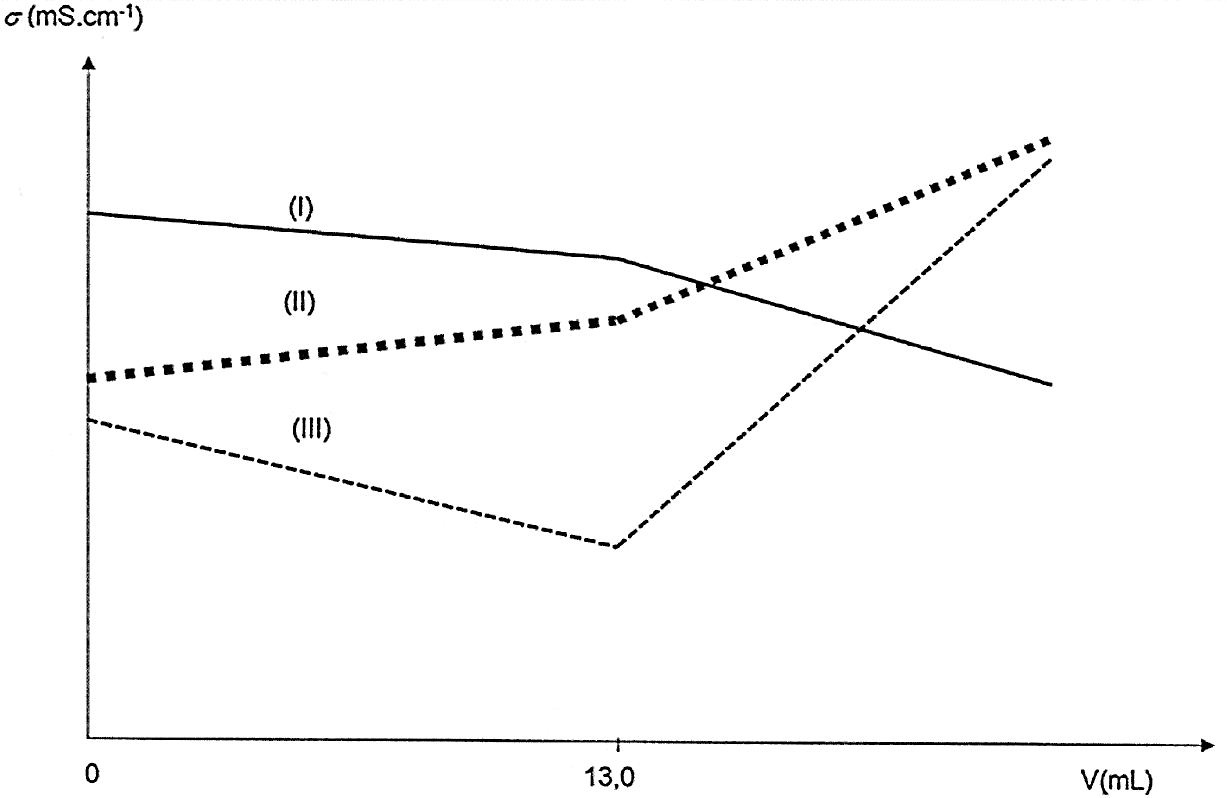 σ (mS.cm⁻¹)
(I)
(II)
(III)
0
13,0
V(mL)